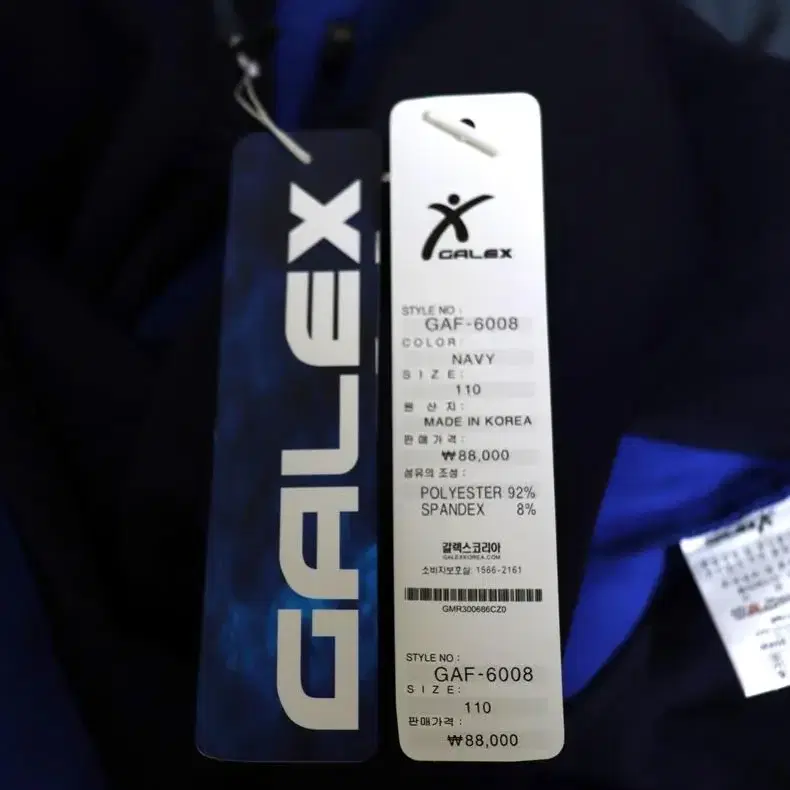 GALEX
GALEX
STYLE NO :
GAF-6008
COLOR:
NAVY
SIZE:
110
원 산 지 :
MADE IN KOREA
판 매 가 격 :
₩88,000
섬유의 조성 :
POLYESTER 92%
SPANDEX 8%
갈렉스코리아
GALEXKOREA.COM
소비자보호실: 1566-2161
GMR300686CZ0
STYLE NO :
GAF-6008
SIZE:
110
판매가격 :
₩88,000